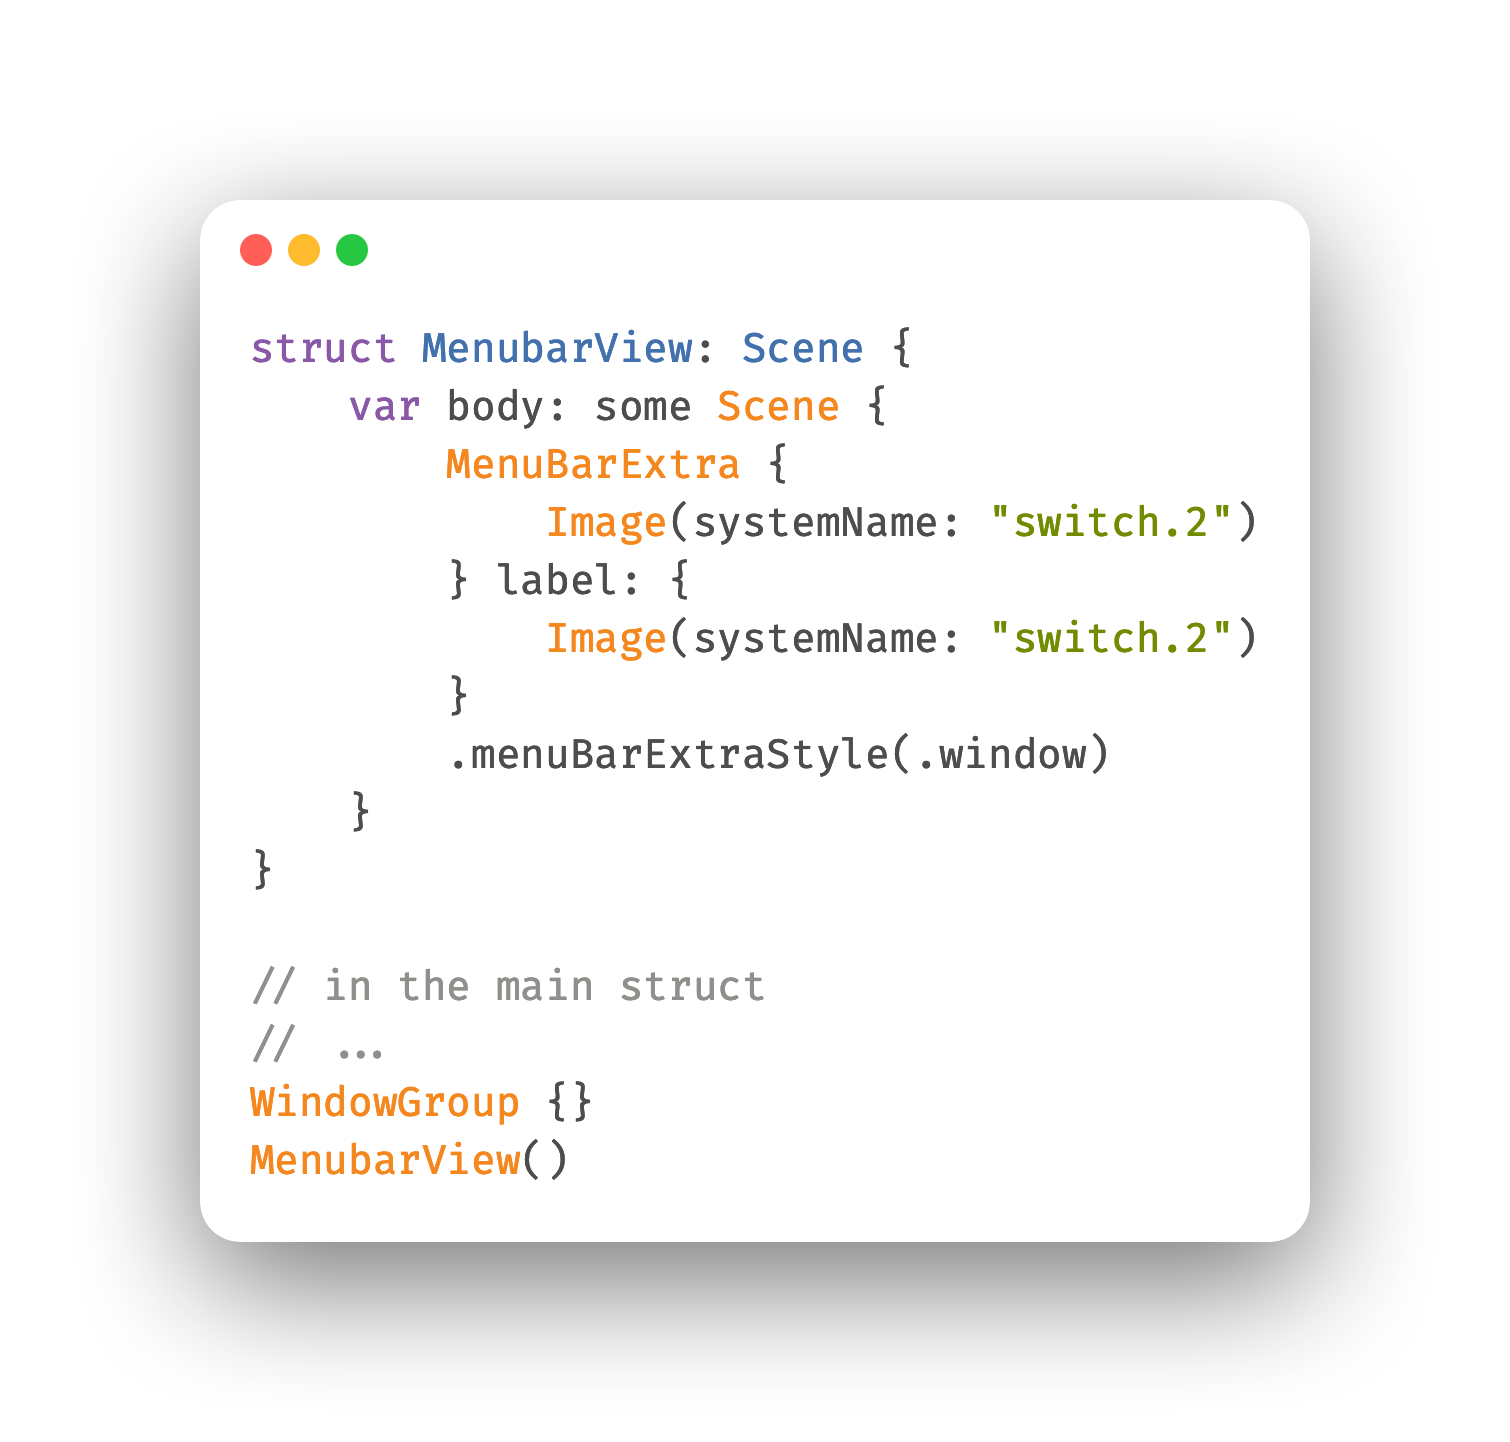 struct MenubarView: Scene {
    var body: some Scene {
        MenuBarExtra {
            Image(systemName: "switch.2")
        } label: {
            Image(systemName: "switch.2")
        }
        .menuBarExtraStyle(.window)
    }
}

// in the main struct
// ...
WindowGroup {}
MenubarView()